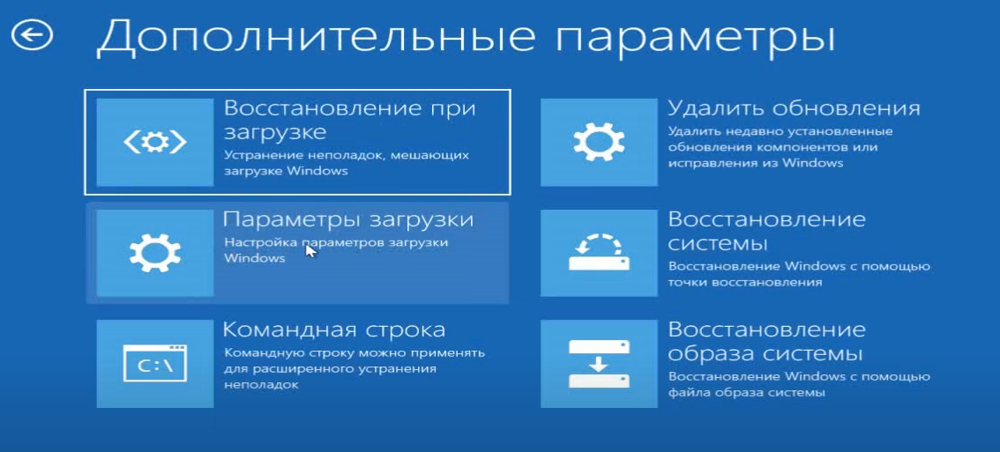 Дополнительные параметры
Восстановление при
загрузке
Устранение неполадок, мешающих
загрузке Windows
Параметры загрузки
Настройка параметров загрузки
Windows
Командная строка
C:\
Командную строку можно применять
для расширенного устранения
неполадок
Удалить обновления
Удалить недавно установленные
обновления компонентов или
исправления из Windows
Восстановление
системы
Восстановление Windows с помощью
точки восстановления
Восстановление
образа системы
Восстановление Windows с помощью
файла образа системы